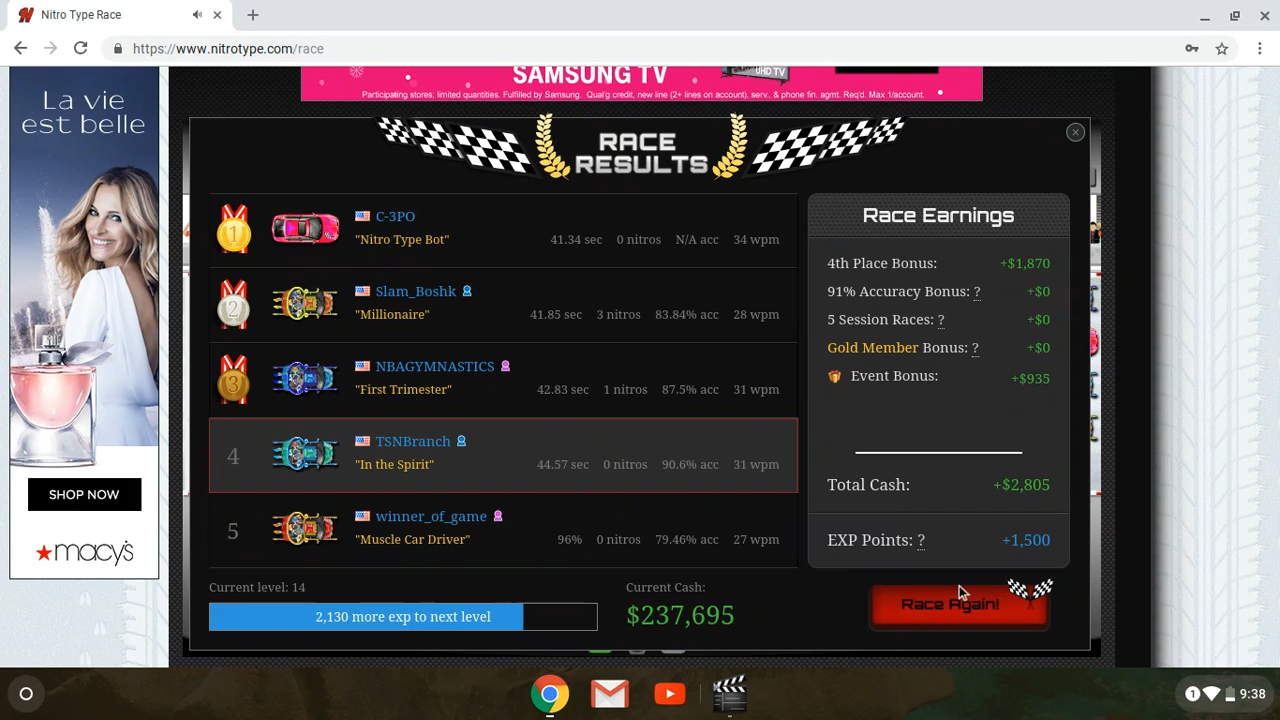 Nitro Type Race
https://www.nitrotype.com/race
SAMSUNG TV
UHD TV
Participating stores; limited quantities. Fulfilled by Samsung. Qual'g credit, new line (2+ lines on account), serv., & phone fin. agmt. Req'd. Max 1/account.
La vie
est belle
SHOP NOW
macy's
RACE
RESULTS
1
C-3PO
"Nitro Type Bot"
41.34 sec 0 nitros N/A acc 34 wpm
2
Slam_Boshk
"Millionaire"
41.85 sec 3 nitros 83.84% acc 28 wpm
3
NBAGYMNASTICS
"First Trimester"
42.83 sec 1 nitros 87.5% acc 31 wpm
4
TSNBranch
"In the Spirit"
44.57 sec 0 nitros 90.6% acc 31 wpm
5
winner_of_game
"Muscle Car Driver"
96% 0 nitros 79.46% acc 27 wpm
Race Earnings
4th Place Bonus: +$1,870
91% Accuracy Bonus: ? +$0
5 Session Races: ? +$0
Gold Member Bonus: ? +$0
Event Bonus: +$935
Total Cash: +$2,805
EXP Points: ? +1,500
Current level: 14
2,130 more exp to next level
Current Cash:
$237,695
Race Again!
1 9:38